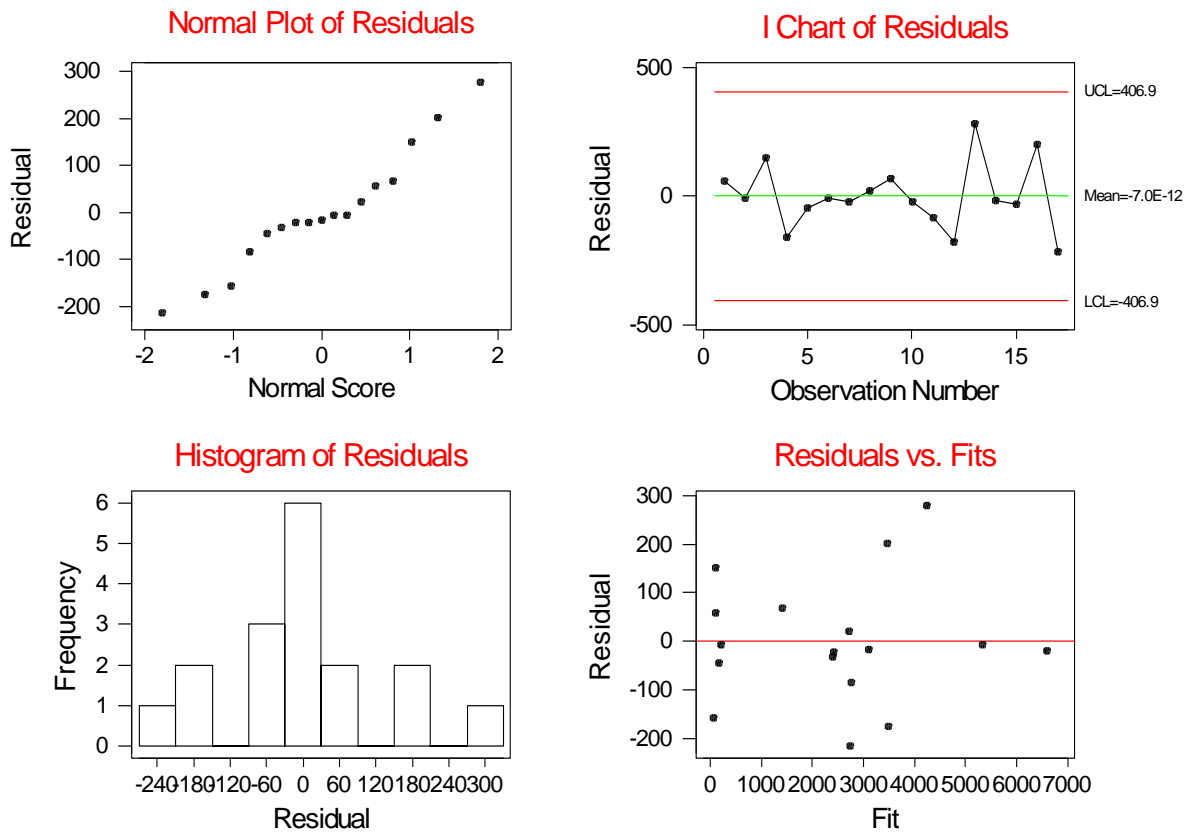 Normal Plot of Residuals
300
200
100
0
-100
-200
Residual
-2 -1 0 1 2
Normal Score
I Chart of Residuals
500
0
-500
Residual
UCL=406.9
Mean=-7.0E-12
LCL=-406.9
0 5 10 15
Observation Number
Histogram of Residuals
6
5
4
3
2
1
0
Frequency
-240 -180 -120 -60 0 60 120 180 240 300
Residual
Residuals vs. Fits
300
200
100
0
-100
-200
Residual
0 1000 2000 3000 4000 5000 6000 7000
Fit